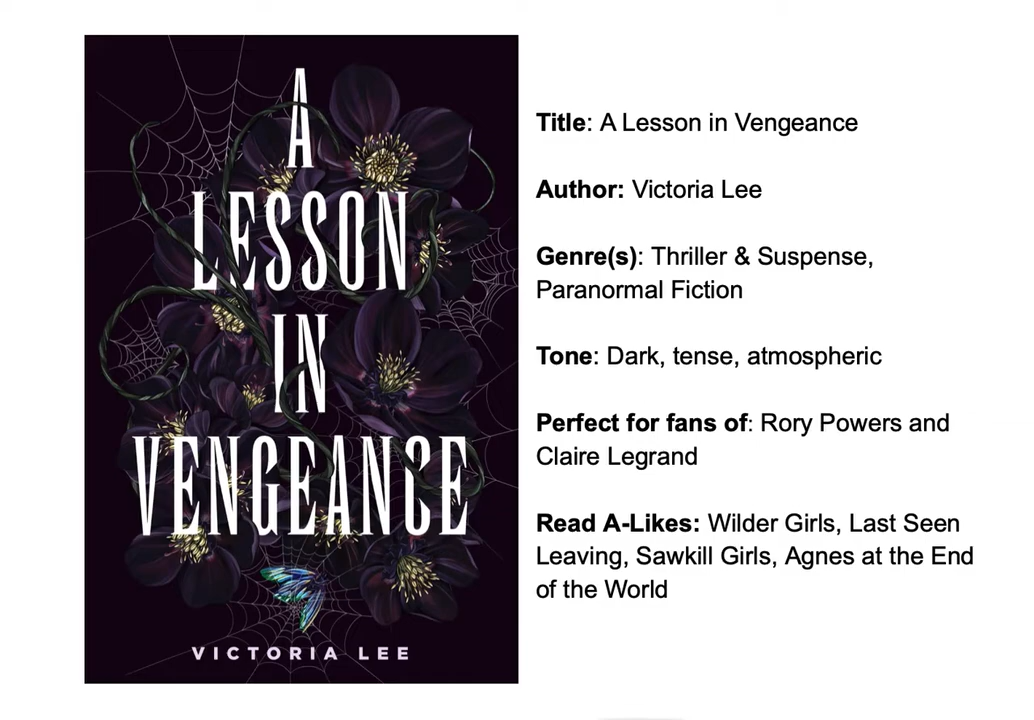 A
LESSON
IN
VENGEANCE
VICTORIA LEE
Title: A Lesson in Vengeance
Author: Victoria Lee
Genre(s): Thriller & Suspense,
Paranormal Fiction
Tone: Dark, tense, atmospheric
Perfect for fans of: Rory Powers and
Claire Legrand
Read A-Likes: Wilder Girls, Last Seen
Leaving, Sawkill Girls, Agnes at the End
of the World